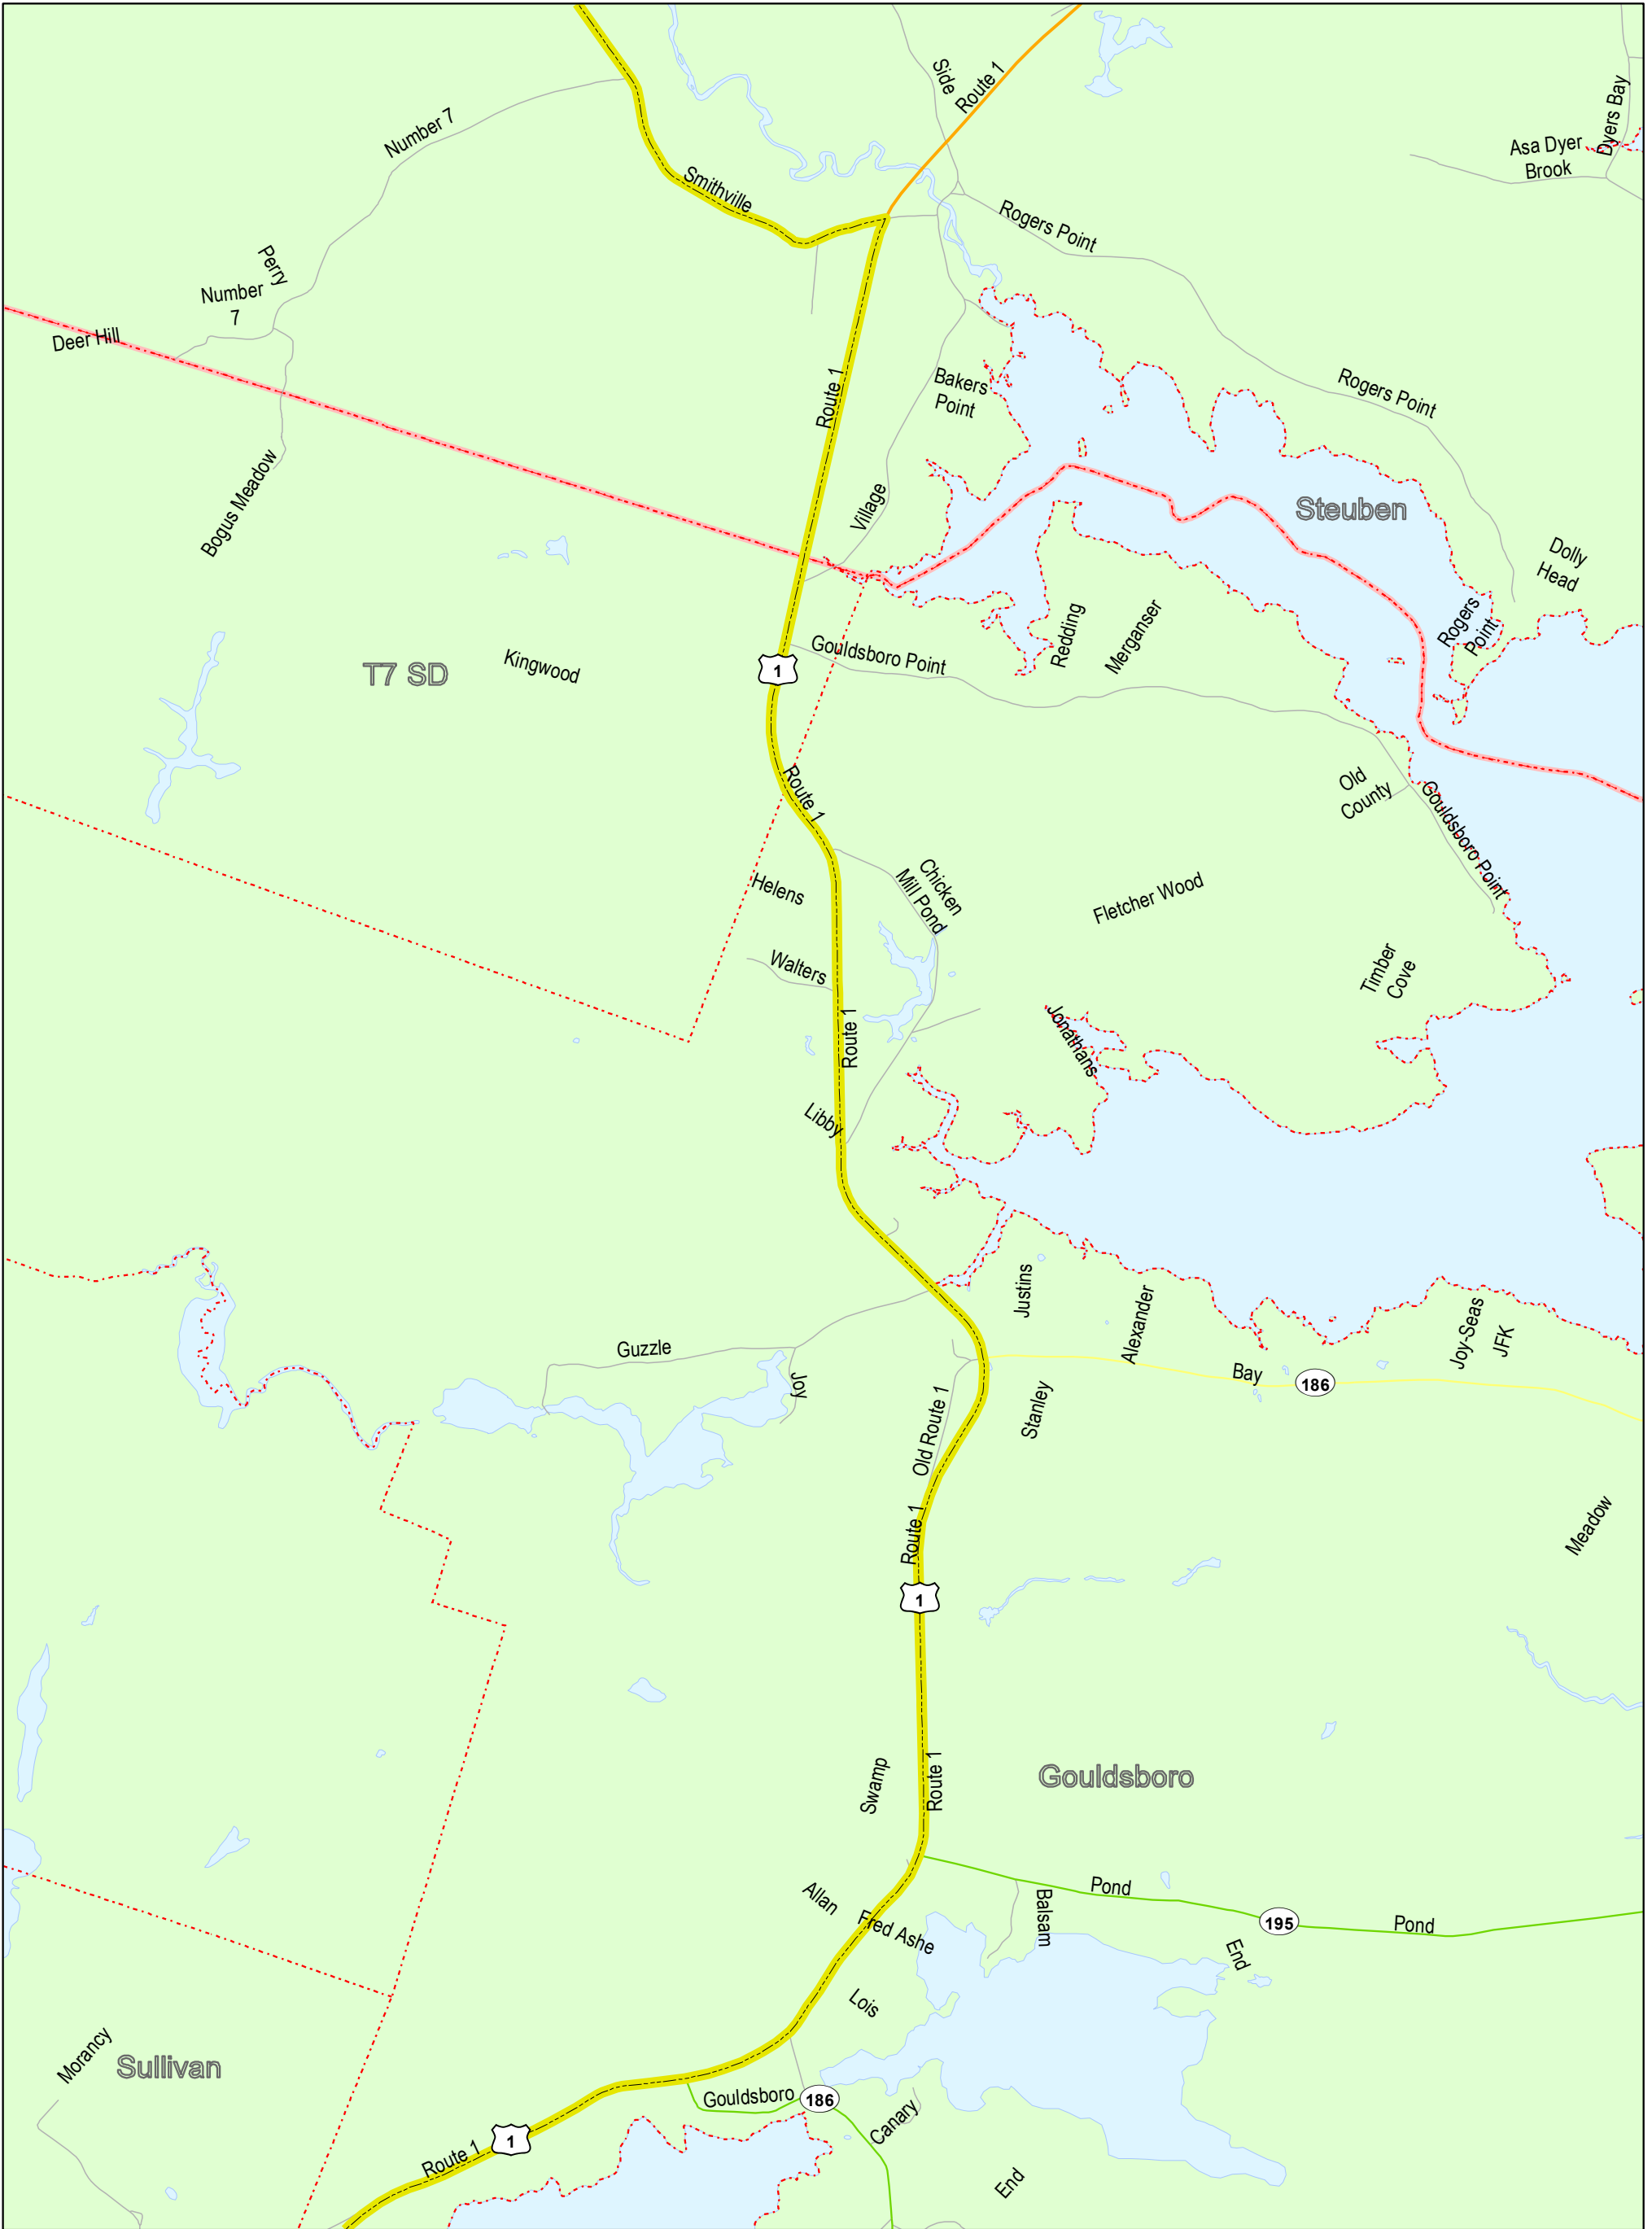 Side
Route 1
Number 7
Dyers Bay
Asa Dyer
Brook
Smithville
Rogers Point
Perry
Number
7
Deer Hill
Route 1
Bakers
Point
Rogers Point
Bogus Meadow
Village
Steuben
Dolly
Head
Rogers
Point
Redding
Merganser
Kingwood
T7 SD
Gouldsboro Point
1
Route 1
Old
County
Gouldsboro Point
Helens
Chicken
Mill Pond
Fletcher Wood
Walters
Timber
Cove
Route 1
Jonathans
Libby
Justins
Alexander
Joy-Seas
JFK
Guzzle
Joy
Bay
186
Old Route 1
Stanley
Route 1
Meadow
1
Swamp
Route 1
Gouldsboro
Allan
Fred Ashe
Balsam
Pond
195
Pond
End
Lois
Morancy
Sullivan
Gouldsboro
186
Canary
Route 1
1
End